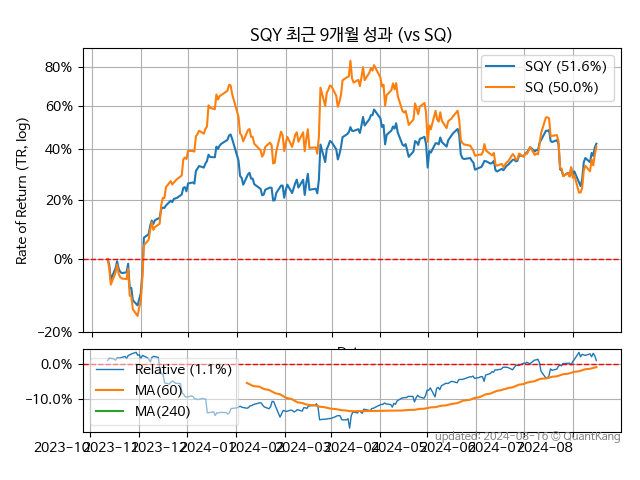 SQY 최근 9개월 성과 (vs SQ)
Rate of Return (TR, log)
80%
60%
40%
20%
0%
−20%
SQY (51.6%)
SQ (50.0%)
0.0%
−10.0%
Relative (1.1%)
MA(60)
MA(240)
updated: 2024-08-16 © QuantKang
2023-10 2023-11 2023-12 2024-01 2024-02 2024-03 2024-04 2024-05 2024-06 2024-07 2024-08